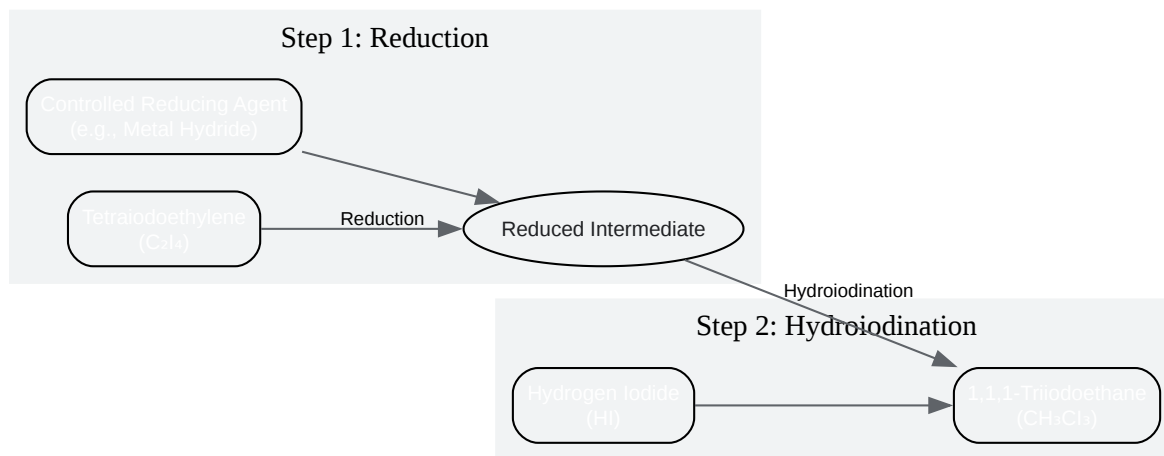 Step 1: Reduction
Controlled Reducing Agent
(e.g., Metal Hydride)
Tetraiodoethylene
(C₂I₄)
Reduction
Reduced Intermediate
Hydroiodination
Step 2: Hydroiodination
Hydrogen Iodide
(HI)
1,1,1-Triiodoethane
(CH₃CI₃)